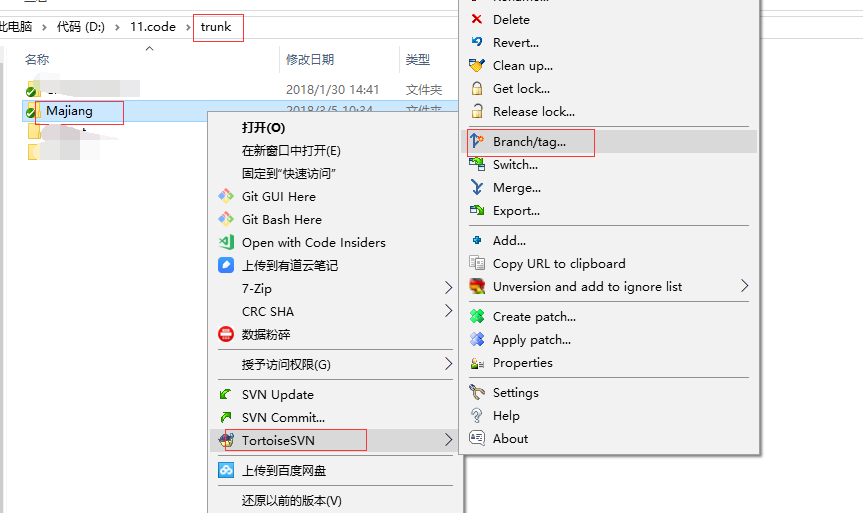 此电脑 › 代码 (D:) › 11.code › trunk
名称 修改日期 类型
2018/1/30 14:41 文件夹
Majiang 2018/3/5 10:34 文件夹
打开(O)
在新窗口中打开(E)
固定到"快速访问"
Git GUI Here
Git Bash Here
Open with Code Insiders
上传到有道云笔记
7-Zip
CRC SHA
数据粉碎
授予访问权限(G)
SVN Update
SVN Commit...
TortoiseSVN
上传到百度网盘
还原以前的版本(V)
Delete
Revert...
Clean up...
Get lock...
Release lock...
Branch/tag...
Switch...
Merge...
Export...
Add...
Copy URL to clipboard
Unversion and add to ignore list
Create patch...
Apply patch...
Properties
Settings
Help
About